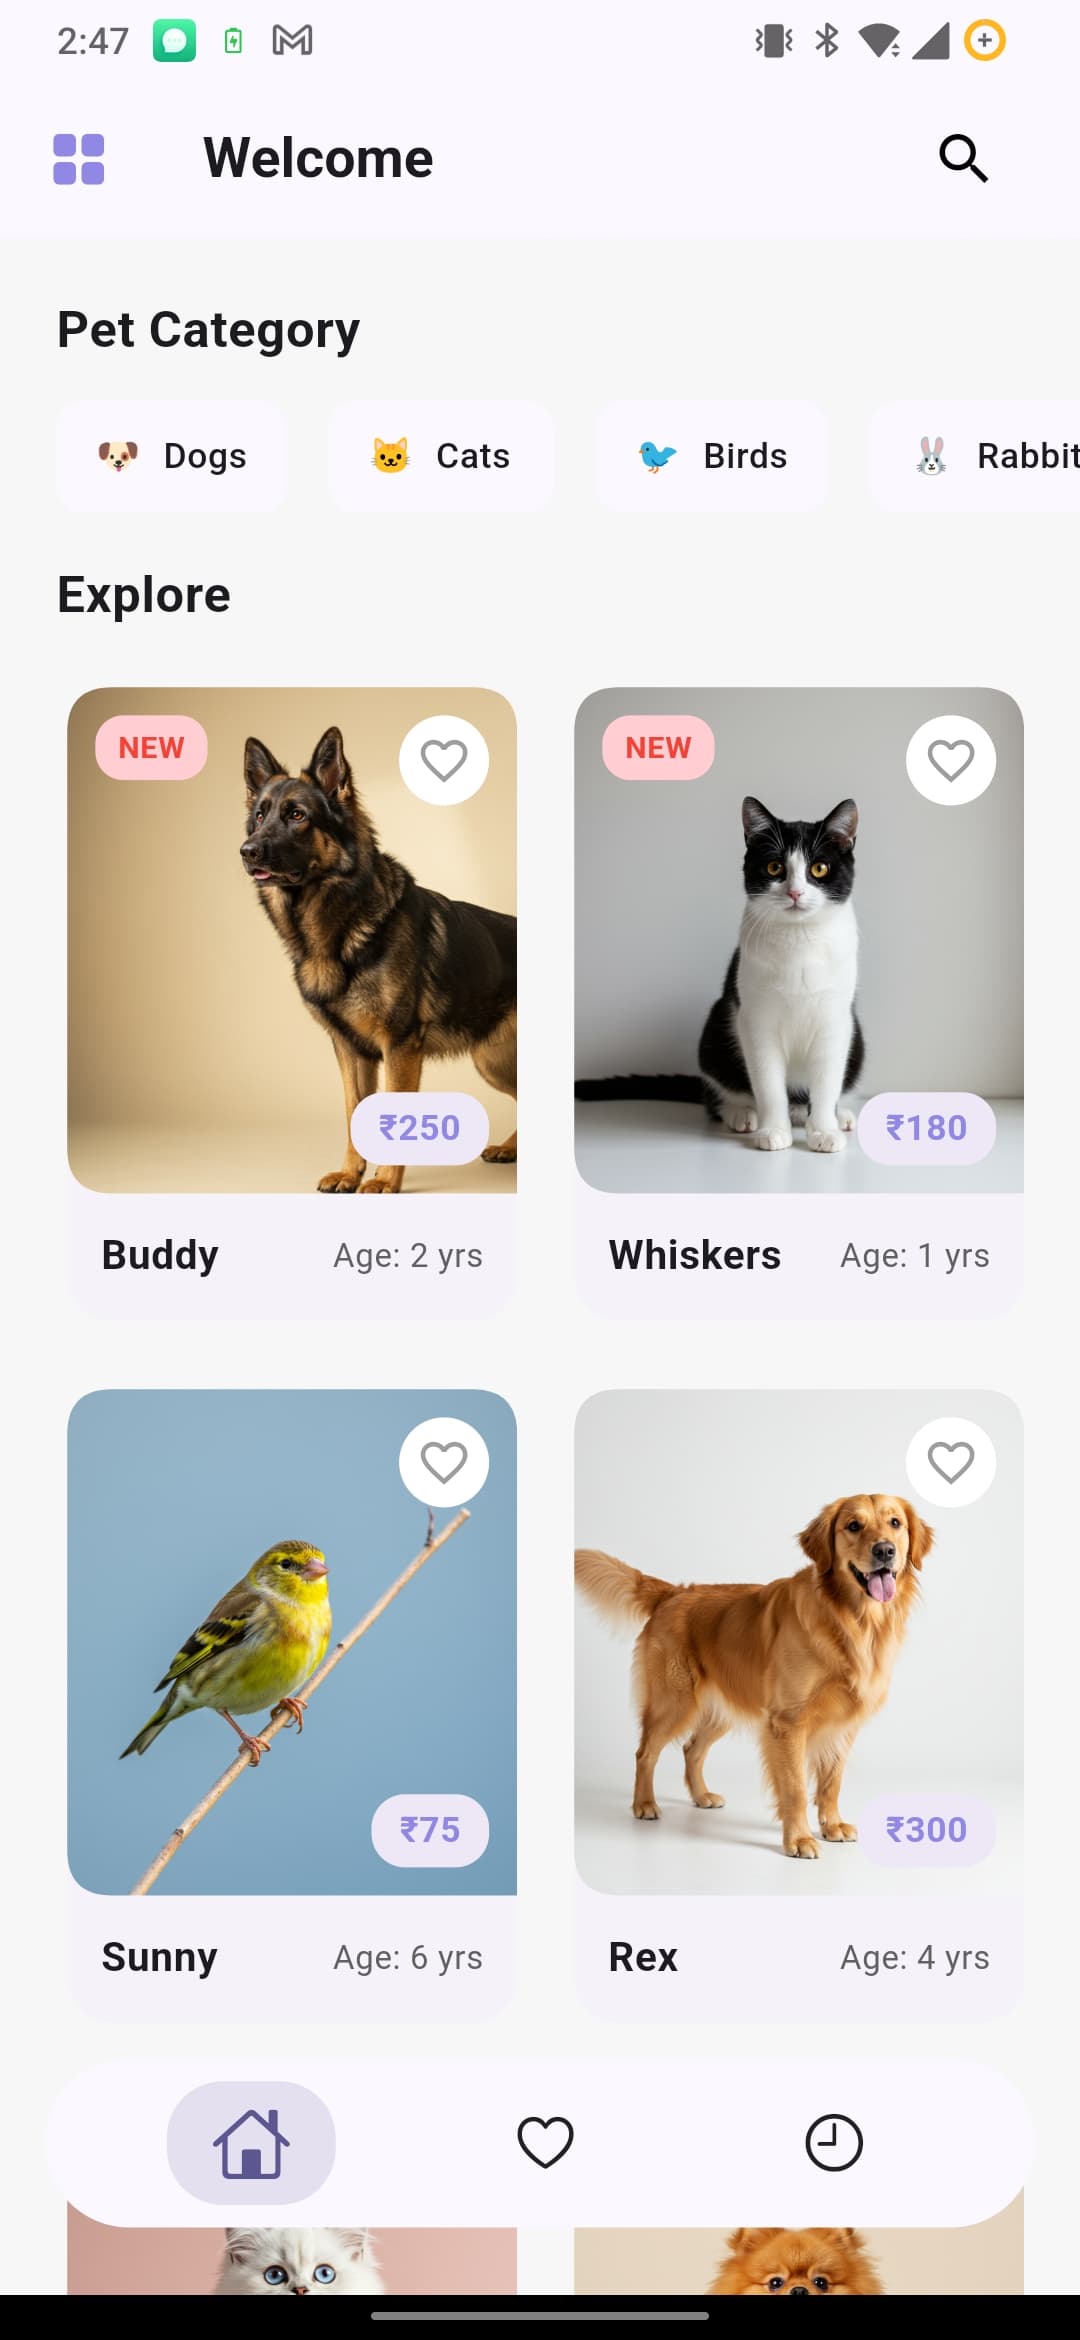 2:47
Welcome
Pet Category
Dogs
Cats
Birds
Rabbit
Explore
NEW
NEW
₹250
₹180
Buddy
Age: 2 yrs
Whiskers
Age: 1 yrs
₹75
₹300
Sunny
Age: 6 yrs
Rex
Age: 4 yrs